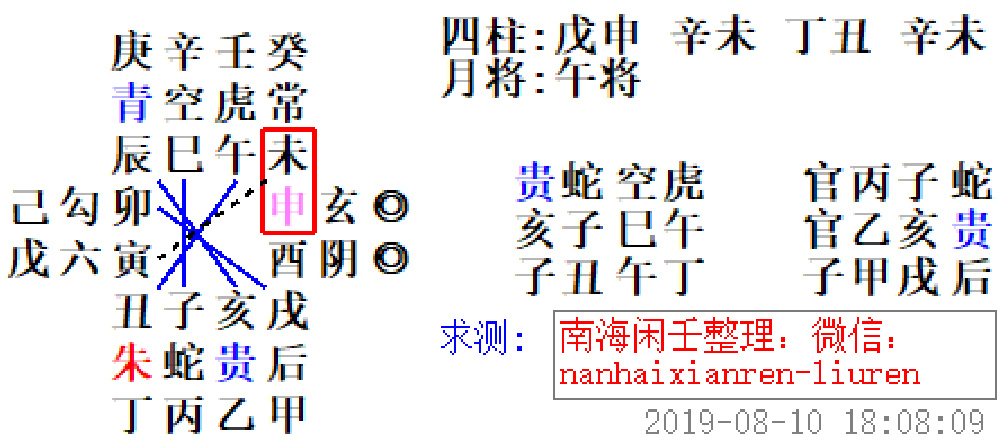 庚 辛 壬 癸
青 空 虎 常
辰 巳 午 未
己 勾 卯 申 玄 ◎
戊 六 寅 酉 阴 ◎
丑 子 亥 戌
朱 蛇 贵 后
丁 丙 乙 甲
四柱:戊申 辛未 丁丑 辛未
月将:午将
贵 蛇 空 虎
亥 子 巳 午
子 丑 午 丁
官 丙 子 蛇
官 乙 亥 贵
子 甲 戌 后
求测: 南海闲壬整理：微信：
nanhaixianren-liuren
2019-08-10 18:08:09